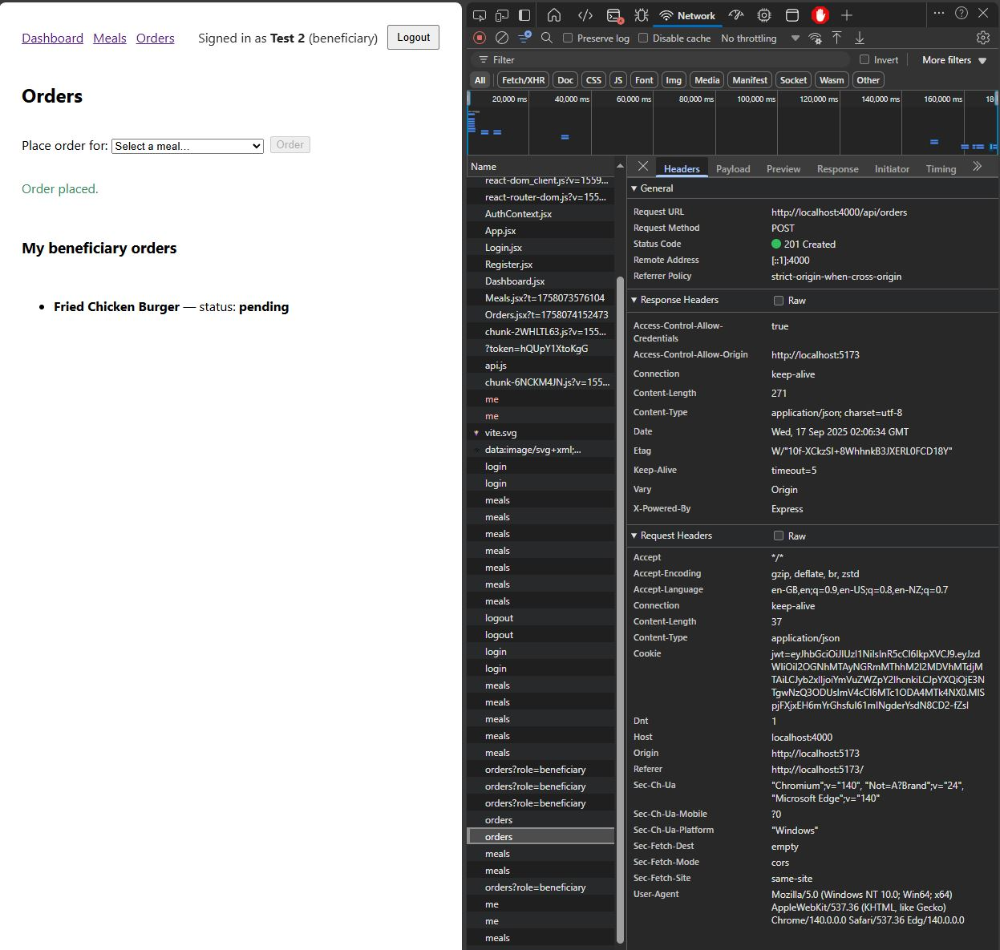 Dashboard Meals Orders Signed in as Test 2 (beneficiary) Logout
Orders
Place order for: Select a meal... Order
Order placed.
My beneficiary orders
• Fried Chicken Burger — status: pending
Network
Preserve log Disable cache No throttling
Filter Invert More filters
All Fetch/XHR Doc CSS JS Font Img Media Manifest Socket Wasm Other
20,000 ms 40,000 ms 60,000 ms 80,000 ms 100,000 ms 120,000 ms 140,000 ms 160,000 ms 18
Name
react-dom_client.js?v=1559...
react-router-dom.js?v=155...
AuthContext.jsx
App.jsx
Login.jsx
Register.jsx
Dashboard.jsx
Meals.jsx?t=1758073576104
Orders.jsx?t=1758074152473
chunk-2WHLTL63.js?v=155...
?token=hQUpY1XtoKgG
api.js
chunk-6NCKM4JN.js?v=155...
me
me
vite.svg
data:image/svg+xml;...
login
login
meals
meals
meals
meals
meals
meals
meals
logout
logout
login
login
meals
meals
meals
meals
meals
orders?role=beneficiary
orders?role=beneficiary
orders?role=beneficiary
orders
orders
meals
meals
orders?role=beneficiary
me
me
meals
Headers Payload Preview Response Initiator Timing
General
Request URL http://localhost:4000/api/orders
Request Method POST
Status Code 201 Created
Remote Address [::1]:4000
Referrer Policy strict-origin-when-cross-origin
Response Headers Raw
Access-Control-Allow-Credentials true
Access-Control-Allow-Origin http://localhost:5173
Connection keep-alive
Content-Length 271
Content-Type application/json; charset=utf-8
Date Wed, 17 Sep 2025 02:06:34 GMT
Etag W/"10f-XCkzSI+8WhhnkB3JXERL0FCD18Y"
Keep-Alive timeout=5
Vary Origin
X-Powered-By Express
Request Headers Raw
Accept */*
Accept-Encoding gzip, deflate, br, zstd
Accept-Language en-GB,en;q=0.9,en-US;q=0.8,en-NZ;q=0.7
Connection keep-alive
Content-Length 37
Content-Type application/json
Cookie
Dnt 1
Host localhost:4000
Origin http://localhost:5173
Referer http://localhost:5173/
Sec-Ch-Ua "Chromium";v="140", "Not=A?Brand";v="24",
"Microsoft Edge";v="140"
Sec-Ch-Ua-Mobile ?0
Sec-Ch-Ua-Platform "Windows"
Sec-Fetch-Dest empty
Sec-Fetch-Mode cors
Sec-Fetch-Site same-site
User-Agent Mozilla/5.0 (Windows NT 10.0; Win64; x64)
AppleWebKit/537.36 (KHTML, like Gecko)
Chrome/140.0.0.0 Safari/537.36 Edg/140.0.0.0